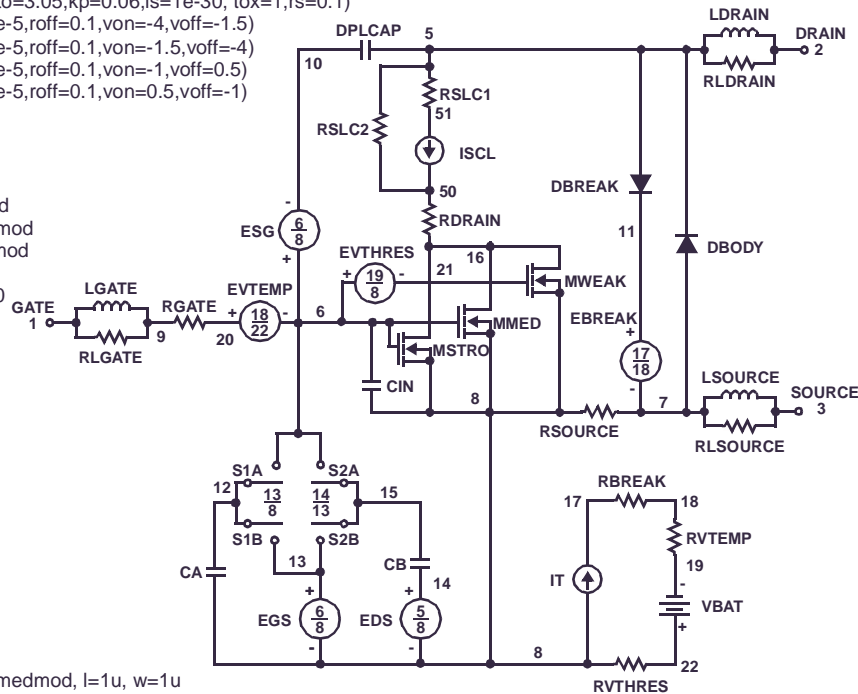 to=3.05,kp=0.06,is=1e-30, tox=1,rs=0.1)
e-5,roff=0.1,von=-4,voff=-1.5)
e-5,roff=0.1,von=-1.5,voff=-4)
e-5,roff=0.1,von=-1,voff=0.5)
e-5,roff=0.1,von=0.5,voff=-1)
d
mod
mod
0
medmod, l=1u, w=1u
LDRAIN
DPLCAP 5 DRAIN
10 2
RLDRAIN
RSLC1
51
RSLC2
ISCL
50
DBREAK
RDRAIN
-
ESG 6 8
+
11
DBODY
EVTHRES 16
+ 19 8 - 21
MWEAK
LGATE EVTEMP
GATE RGATE + 18 22 - 6
1 9 20
RLGATE
MMED
EBREAK
+
17 18
-
MSTRO
CIN
LSOURCE
8 7 SOURCE
3
RSOURCE
RLSOURCE
S1A S2A
12 13 8 14 13 15
S1B S2B
13
CA CB
14
+ +
EGS 6 8 EDS 5 8
- -
RBREAK
17 18
RVTEMP
19
IT
-
VBAT
+
8 22
RVTHRES